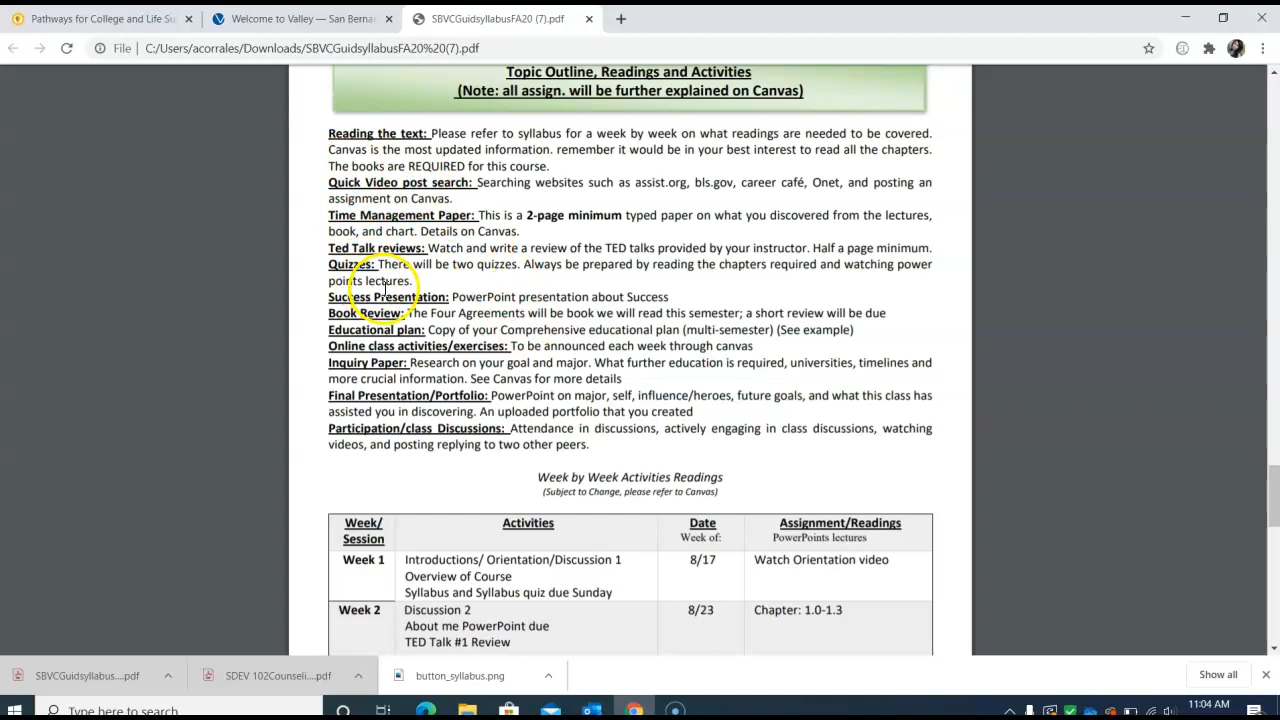 Pathways for College and Life Su
Welcome to Valley — San Bernar
SBVCGuidsyllabusFA20 (7).pdf
File
C:/Users/acorrales/Downloads/SBVCGuidsyllabusFA20%20(7).pdf
Topic Outline, Readings and Activities
(Note: all assign. will be further explained on Canvas)
Reading the text: Please refer to syllabus for a week by week on what readings are needed to be covered.
Canvas is the most updated information. remember it would be in your best interest to read all the chapters.
The books are REQUIRED for this course.
Quick Video post search: Searching websites such as assist.org, bls.gov, career café, Onet, and posting an
assignment on Canvas.
Time Management Paper: This is a 2-page minimum typed paper on what you discovered from the lectures,
book, and chart. Details on Canvas.
Ted Talk reviews: Watch and write a review of the TED talks provided by your instructor. Half a page minimum.
Quizzes: There will be two quizzes. Always be prepared by reading the chapters required and watching power
points lectures.
Success Presentation: PowerPoint presentation about Success
Book Review: The Four Agreements will be book we will read this semester; a short review will be due
Educational plan: Copy of your Comprehensive educational plan (multi-semester) (See example)
Online class activities/exercises: To be announced each week through canvas
Inquiry Paper: Research on your goal and major. What further education is required, universities, timelines and
more crucial information. See Canvas for more details
Final Presentation/Portfolio: PowerPoint on major, self, influence/heroes, future goals, and what this class has
assisted you in discovering. An uploaded portfolio that you created
Participation/class Discussions: Attendance in discussions, actively engaging in class discussions, watching
videos, and posting replying to two other peers.
Week by Week Activities Readings
(Subject to Change, please refer to Canvas)
Week/ Session
Activities
Date Week of:
Assignment/Readings PowerPoints lectures
Week 1
Introductions/ Orientation/Discussion 1
Overview of Course
Syllabus and Syllabus quiz due Sunday
8/17
Watch Orientation video
Week 2
Discussion 2
About me PowerPoint due
TED Talk #1 Review
8/23
Chapter: 1.0-1.3
SBVCGuidsyllabus....pdf
SDEV 102Counseli....pdf
button_syllabus.png
Show all
Type here to search
11:04 AM